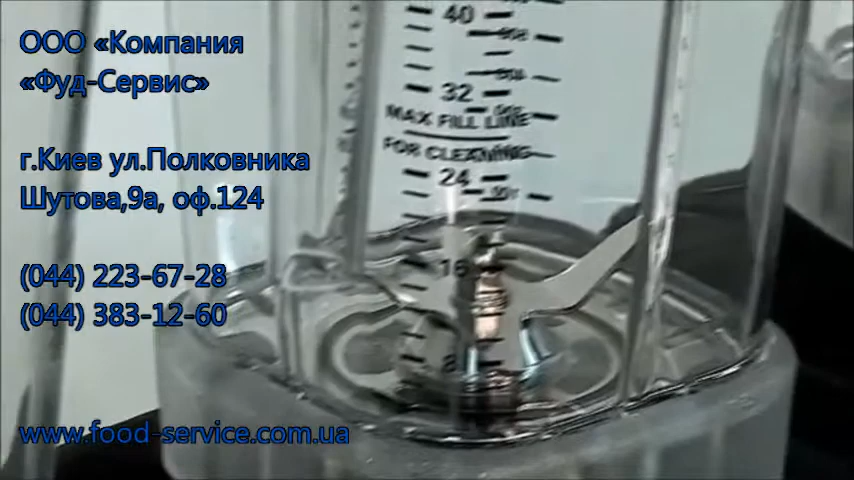 ООО «Компания
«Фуд-Сервис»
г.Киев ул.Полковника
Шутова,9а, оф.124
(044) 223-67-28
(044) 383-12-60
www.food-service.com.ua
40
32
MAX FILL LINE
FOR CLEANING
24
16
8